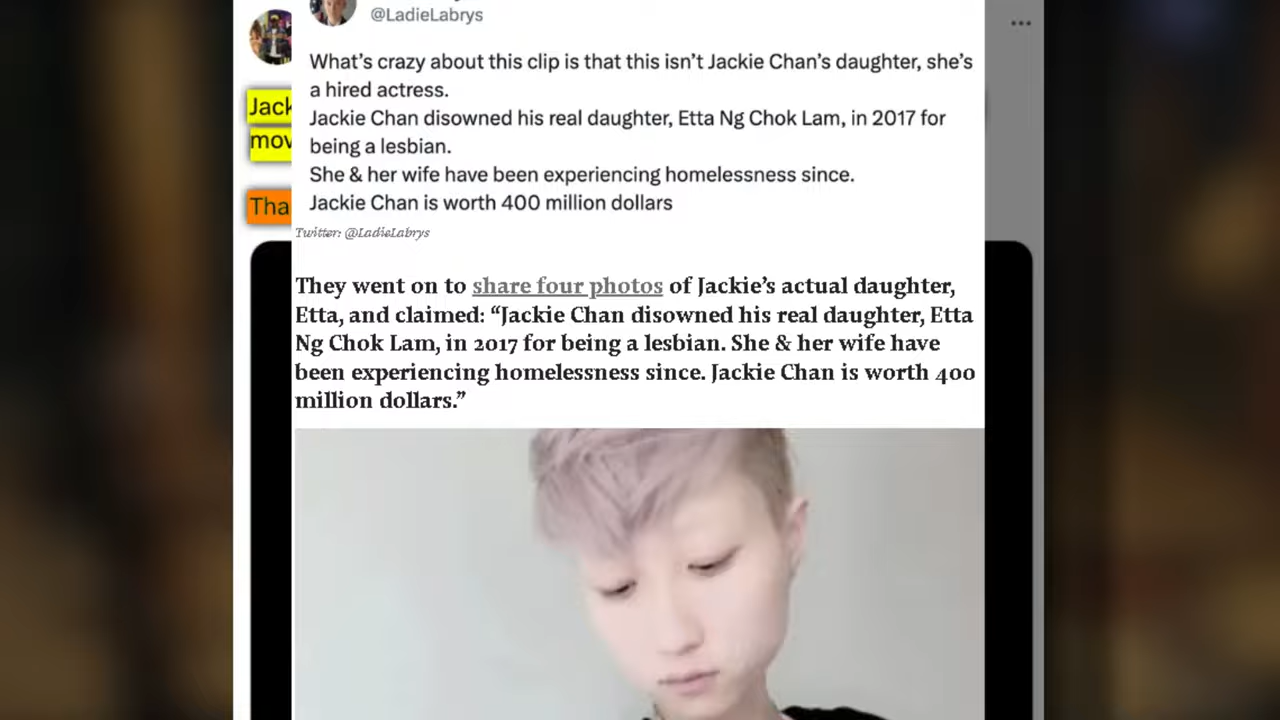 @LadieLabrys
What's crazy about this clip is that this isn't Jackie Chan's daughter, she's
a hired actress.
Jackie Chan disowned his real daughter, Etta Ng Chok Lam, in 2017 for
being a lesbian.
She & her wife have been experiencing homelessness since.
Jackie Chan is worth 400 million dollars
Twitter: @LadieLabrys
They went on to share four photos of Jackie's actual daughter,
Etta, and claimed: “Jackie Chan disowned his real daughter, Etta
Ng Chok Lam, in 2017 for being a lesbian. She & her wife have
been experiencing homelessness since. Jackie Chan is worth 400
million dollars.”
Jack
mov
Tha